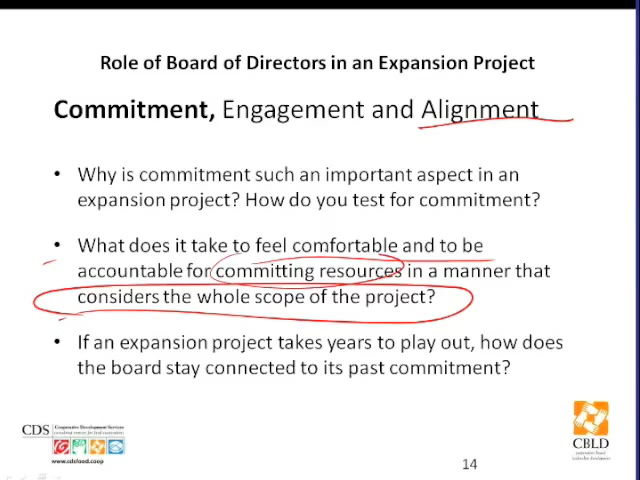 Role of Board of Directors in an Expansion Project
Commitment, Engagement and Alignment
• Why is commitment such an important aspect in an
expansion project? How do you test for commitment?
• What does it take to feel comfortable and to be
accountable for committing resources in a manner that
considers the whole scope of the project?
• If an expansion project takes years to play out, how does
the board stay connected to its past commitment?
CDS Cooperative Development Services
www.cdsfood.coop
CBLD
14